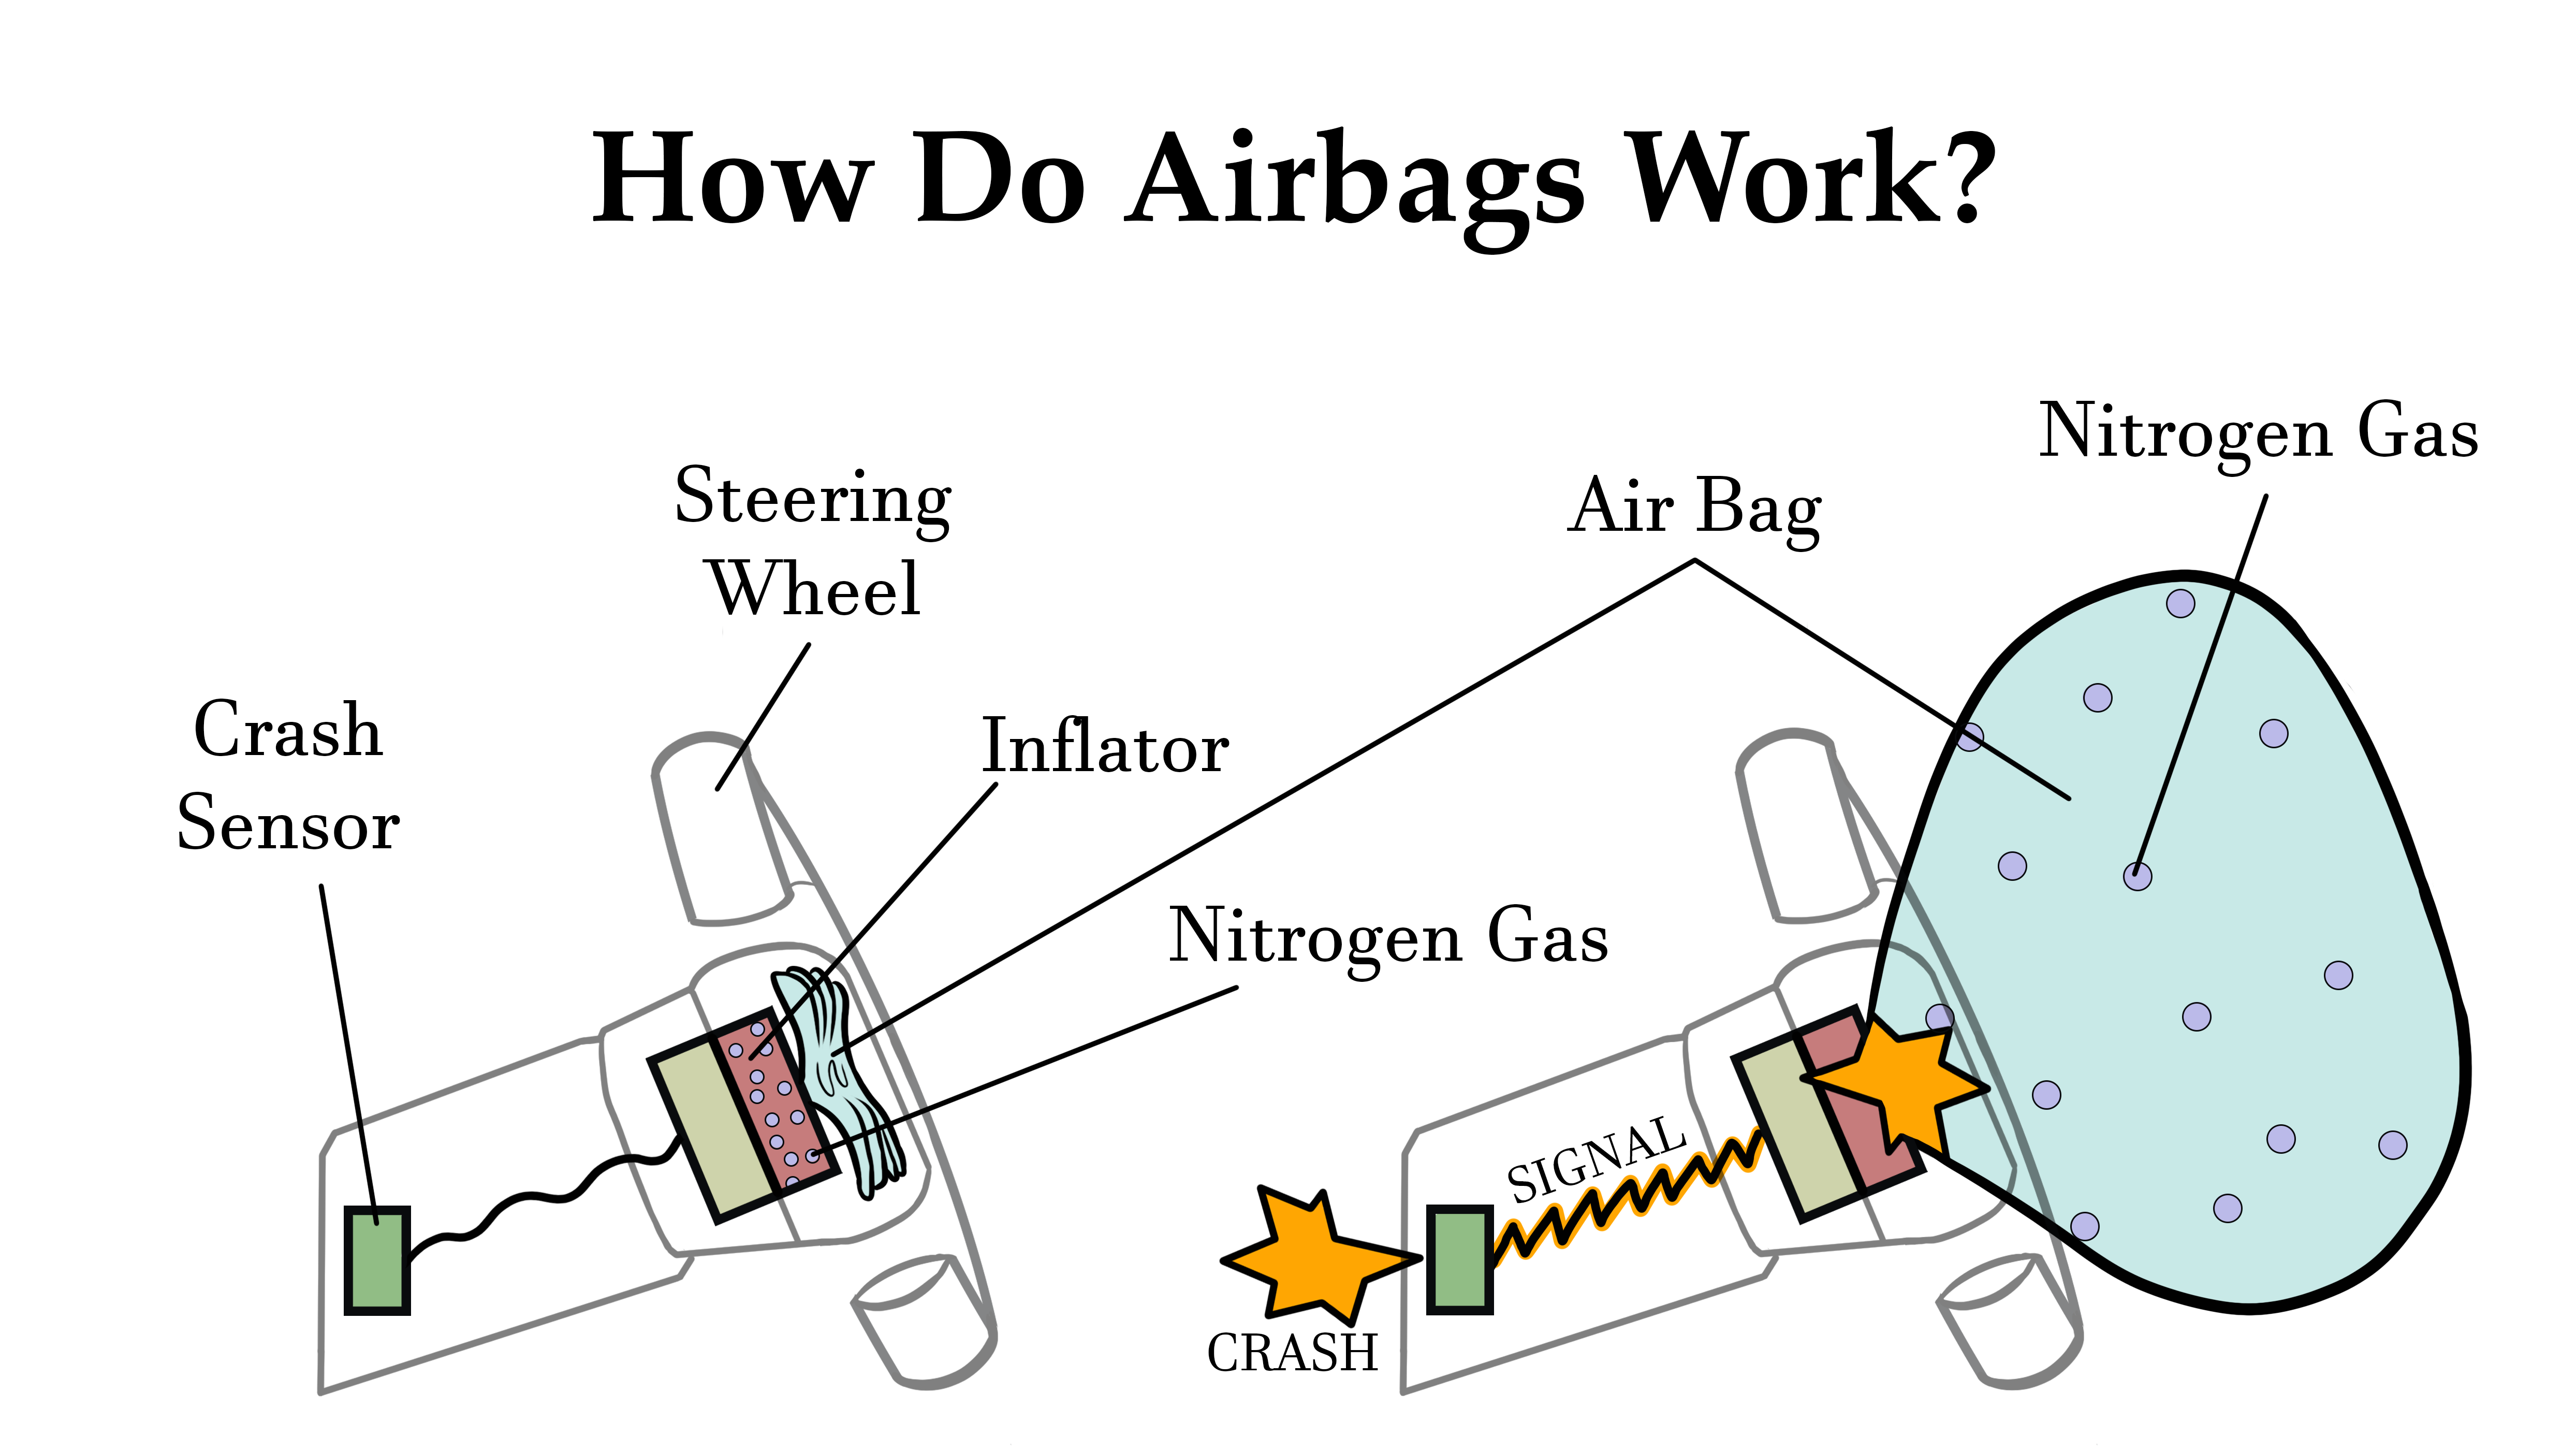 How Do Airbags Work?
Nitrogen Gas
Steering
Wheel
Air Bag
Crash
Sensor
Inflator
Nitrogen Gas
SIGNAL
CRASH